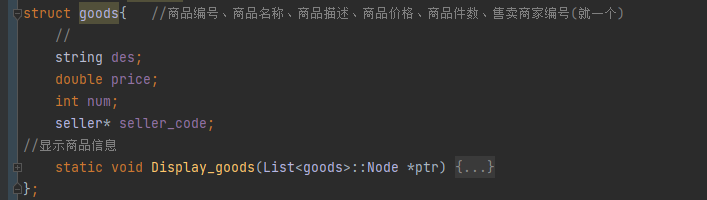 struct goods{   //商品编号、商品名称、商品描述、商品价格、商品件数、售卖商家编号(就一个)
    //
    string des;
    double price;
    int num;
    seller* seller_code;
//显示商品信息
    static void Display_goods(List<goods>::Node *ptr) {...}
};